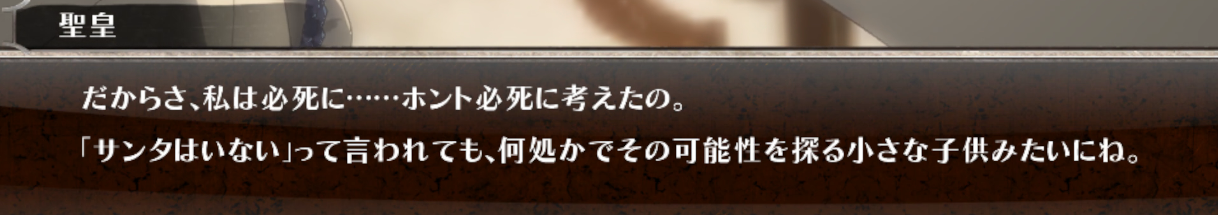 聖皇
だからさ、私は必死に……ホント必死に考えたの。
「サンタはいない」って言われても、何処かでその可能性を探る小さな子供みたいにね。